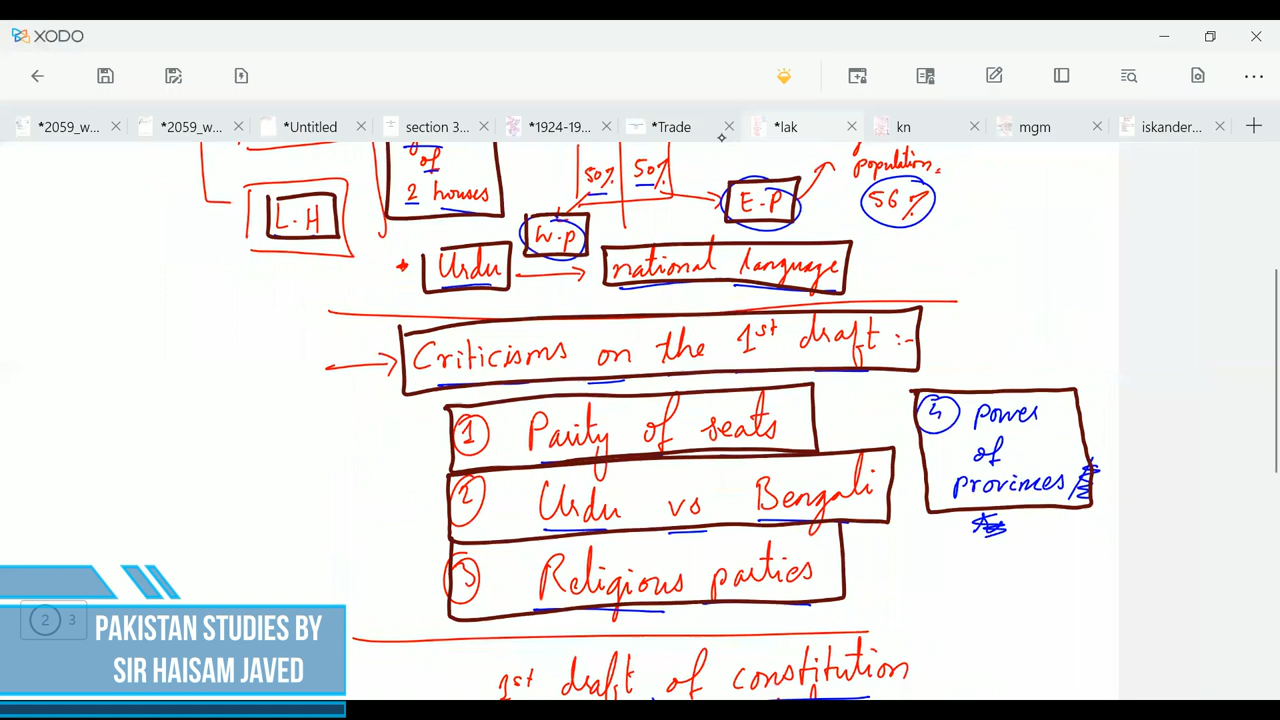 XODO
*2059_w...
*2059_w...
*Untitled
section 3...
*1924-19...
*Trade
*lak
kn
mgm
iskander...
of
2 houses
50%
50%
E.P
population.
56%
L.H
W.P
* Urdu → national language
→ Criticisms on the 1st draft :-
① Parity of seats
② Urdu vs Bengali
③ Religious parties
④ Power
of
provinces
1st draft of constitution
2 3
PAKISTAN STUDIES BY
SIR HAISAM JAVED